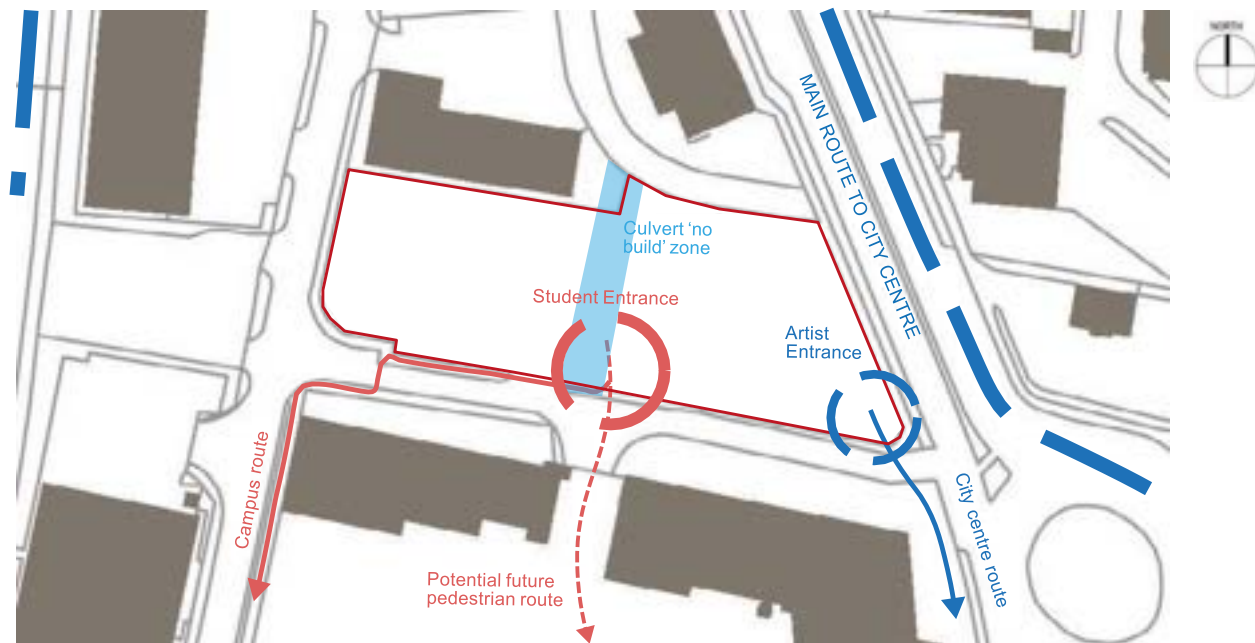 NORTH
MAIN ROUTE TO CITY CENTRE
Culvert ‘no
build’ zone
Student Entrance
Artist
Entrance
Campus route
City centre route
Potential future
pedestrian route